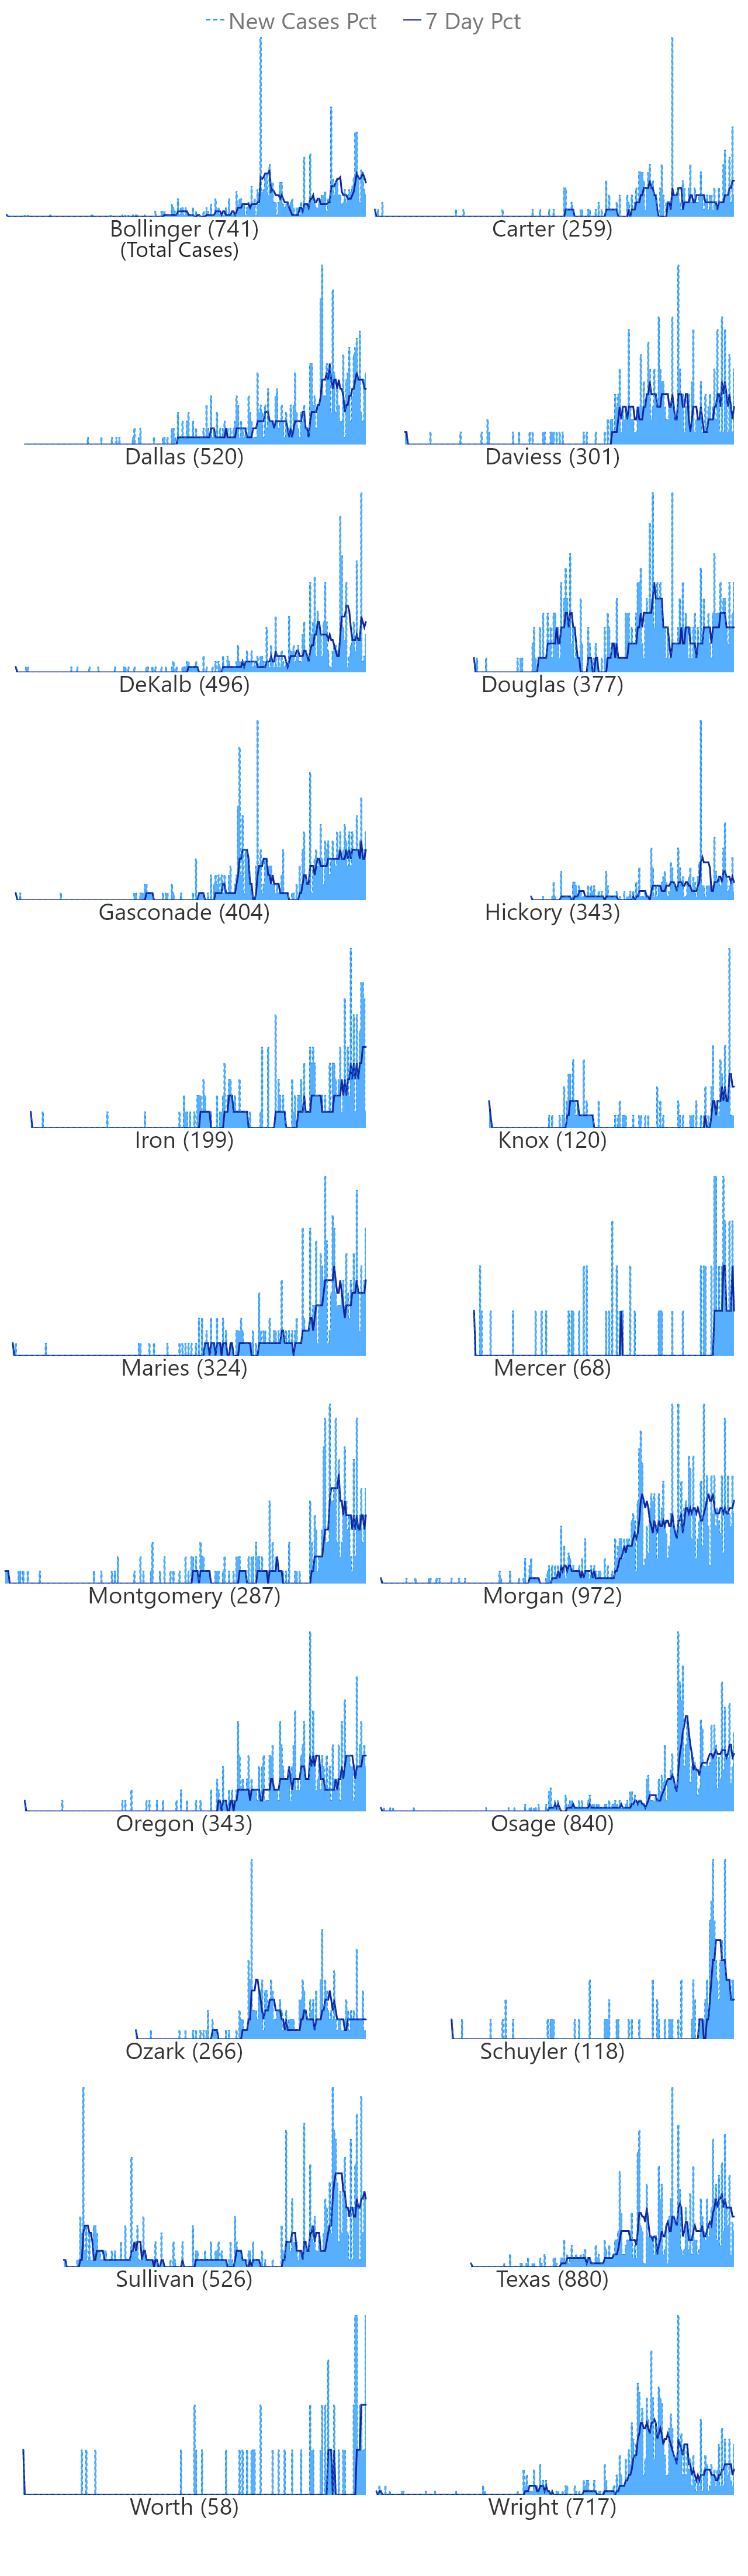 New Cases Pct 7 Day Pct
Bollinger (741) Carter (259)
(Total Cases)
Dallas (520) Daviess (301)
DeKalb (496) Douglas (377)
Gasconade (404) Hickory (343)
Iron (199) Knox (120)
Maries (324) Mercer (68)
Montgomery (287) Morgan (972)
Oregon (343) Osage (840)
Ozark (266) Schuyler (118)
Sullivan (526) Texas (880)
Worth (58) Wright (717)